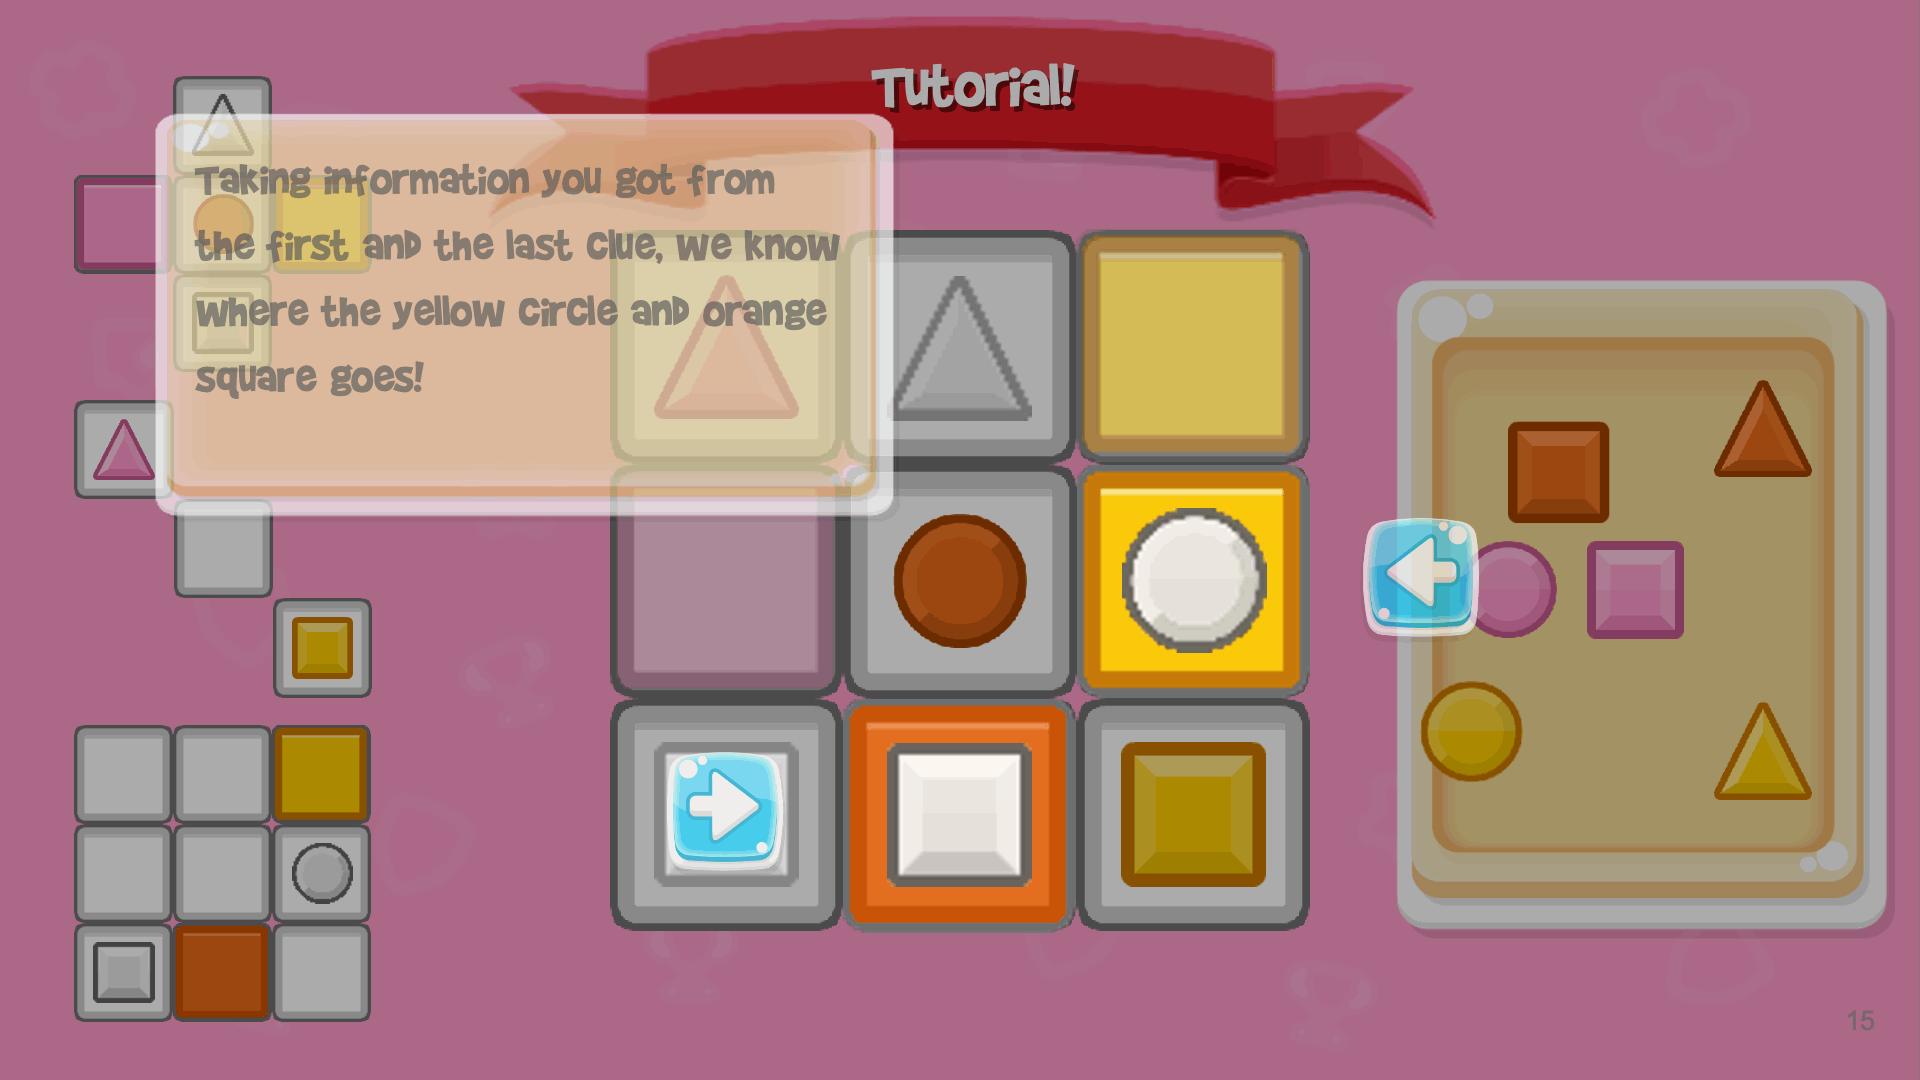 Tutorial!
Taking information you got from
the first and the last clue, we know
where the yellow circle and orange
square goes!
15